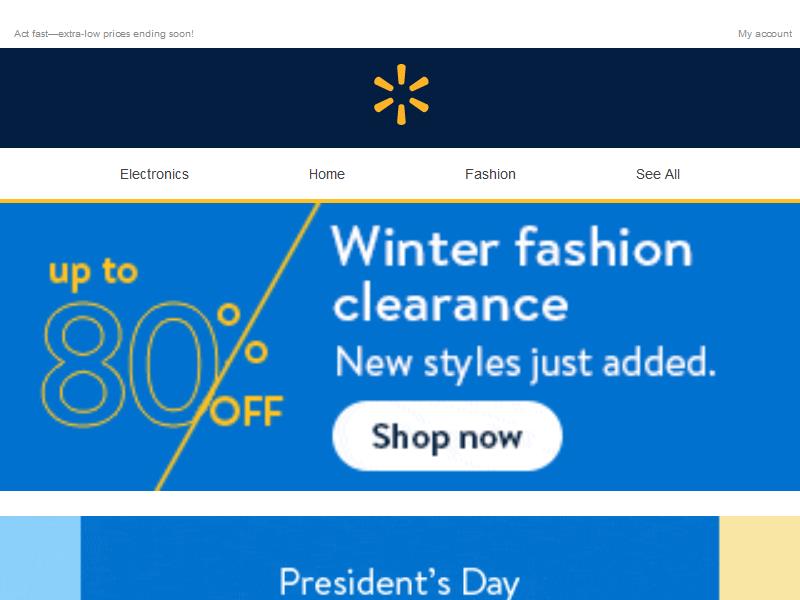 Act fast—extra-low prices ending soon!
My account
Electronics
Home
Fashion
See All
up to
80%
OFF
Winter fashion
clearance
New styles just added.
Shop now
President's Day